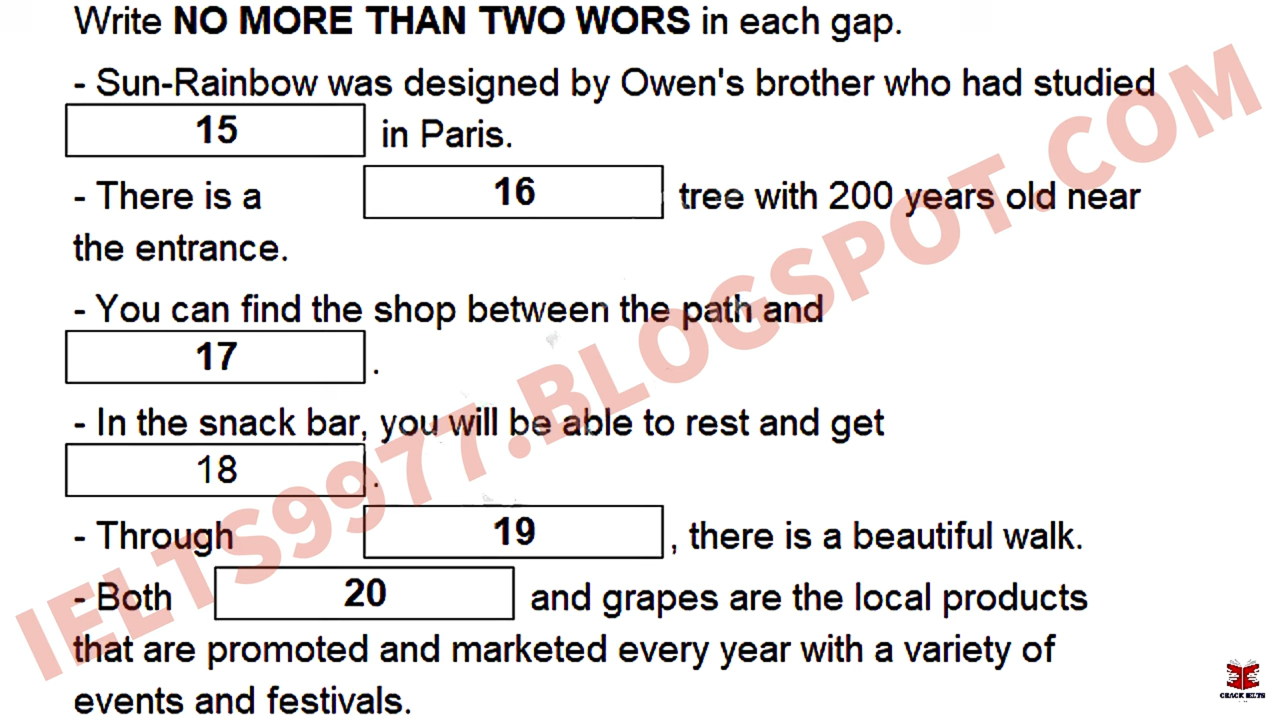 Write NO MORE THAN TWO WORS in each gap.
- Sun-Rainbow was designed by Owen's brother who had studied
15 in Paris.
- There is a 16 tree with 200 years old near
the entrance.
- You can find the shop between the path and
17 .
- In the snack bar, you will be able to rest and get
18 .
- Through 19 , there is a beautiful walk.
- Both 20 and grapes are the local products
that are promoted and marketed every year with a variety of
events and festivals.
IELTS9977.BLOGSPOT.COM
CRACK IELTS